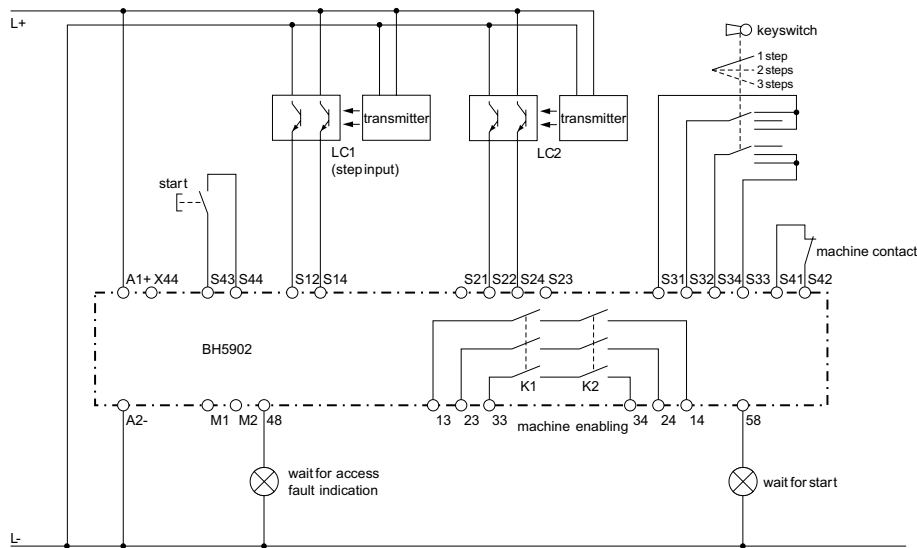 L+
keyswitch
1 step
2 steps
3 steps
transmitter
transmitter
LC1
(step input)
LC2
start
machine contact
A1+ X44 S43 S44 S12 S14 S21 S22 S24 S23 S31 S32 S34 S33 S41 S42
BH5902
K1 K2
A2- M1 M2 48 13 23 33 machine enabling 34 24 14 58
wait for access
fault indication
wait for start
L-